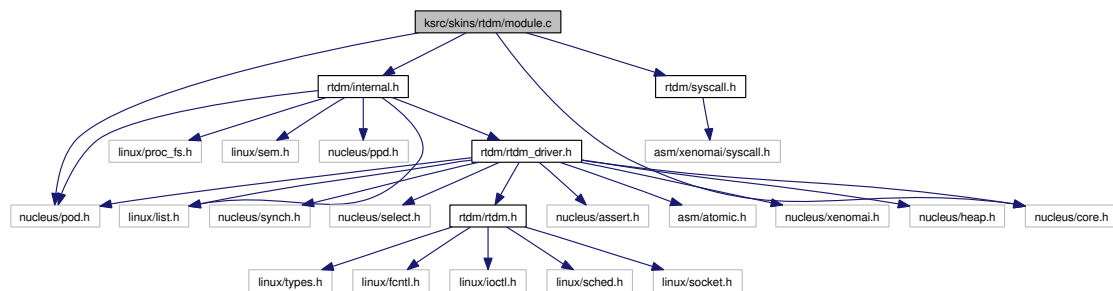 ksrc/skins/rtdm/module.c
rtdm/internal.h
rtdm/syscall.h
linux/proc_fs.h
linux/sem.h
nucleus/ppd.h
rtdm/rtdm_driver.h
asm/xenomai/syscall.h
nucleus/pod.h
linux/list.h
nucleus/synch.h
nucleus/select.h
rtdm/rtdm.h
nucleus/assert.h
asm/atomic.h
nucleus/xenomai.h
nucleus/heap.h
nucleus/core.h
linux/types.h
linux/fcntl.h
linux/ioctl.h
linux/sched.h
linux/socket.h